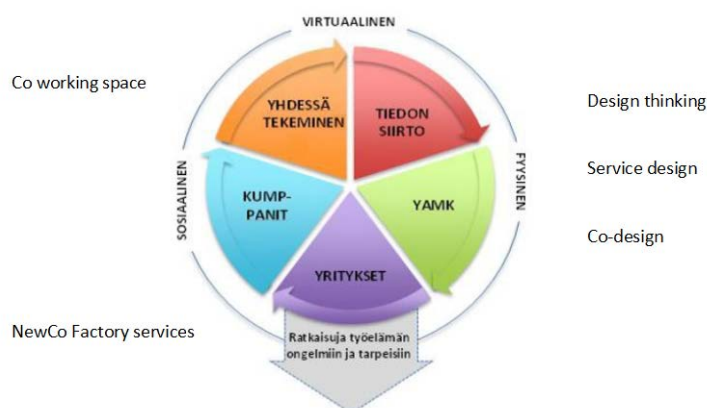 VIRTUAALINEN
Co working space
YHDESSÄ
TEKEMINEN
TIEDON
SIIRTO
Design thinking
Service design
Co-design
SOSIAALINEN
FYYSINEN
KUMP-
PANIT
YAMK
YRITYKSET
NewCo Factory services
Ratkaisuja työelämän
ongelmiin ja tarpeisiin